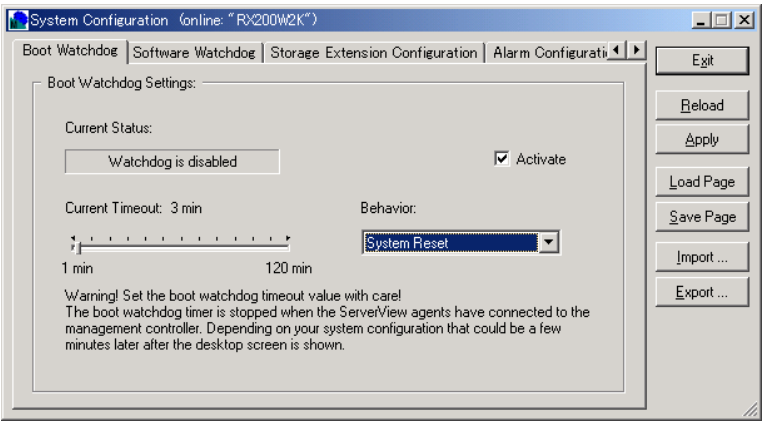 System Configuration (online: "RX200W2K")
Boot Watchdog Software Watchdog Storage Extension Configuration Alarm Configurati
Exit
Boot Watchdog Settings:
Reload
Current Status:
Apply
Watchdog is disabled Activate
Load Page
Current Timeout: 3 min Behavior:
Save Page
System Reset
Import ...
1 min 120 min
Export ...
Warning! Set the boot watchdog timeout value with care!
The boot watchdog timer is stopped when the ServerView agents have connected to the
management controller. Depending on your system configuration that could be a few
minutes later after the desktop screen is shown.